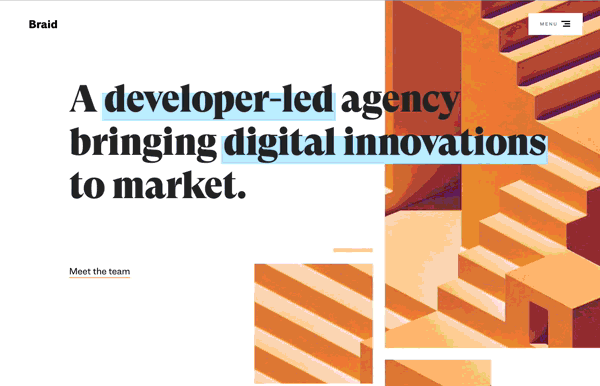 Braid
MENU
A developer-led agency
bringing digital innovations
to market.
Meet the team